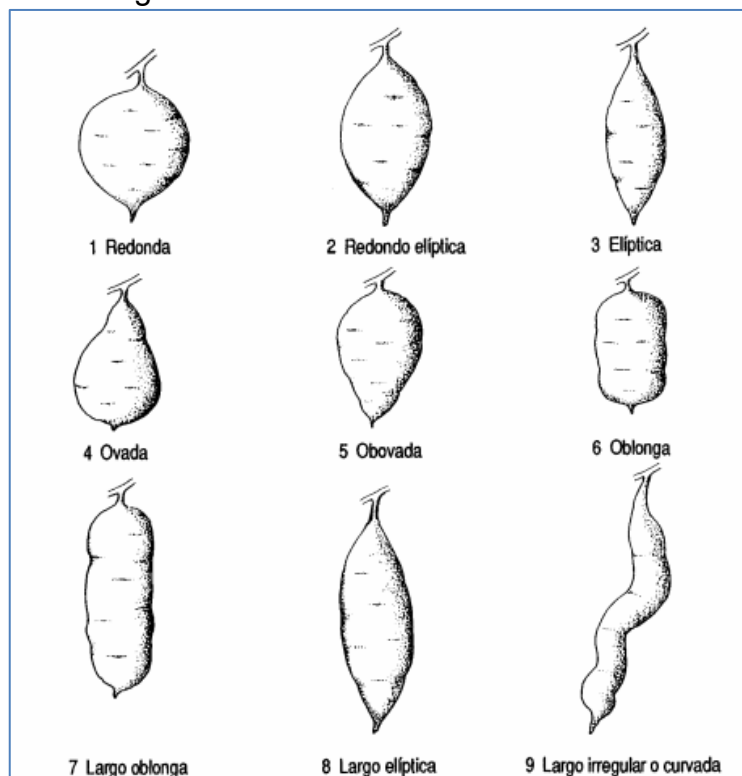 1 Redonda
2 Redondo elíptica
3 Elíptica
4 Ovada
5 Obovada
6 Oblonga
7 Largo oblonga
8 Largo elíptica
9 Largo irregular o curvada